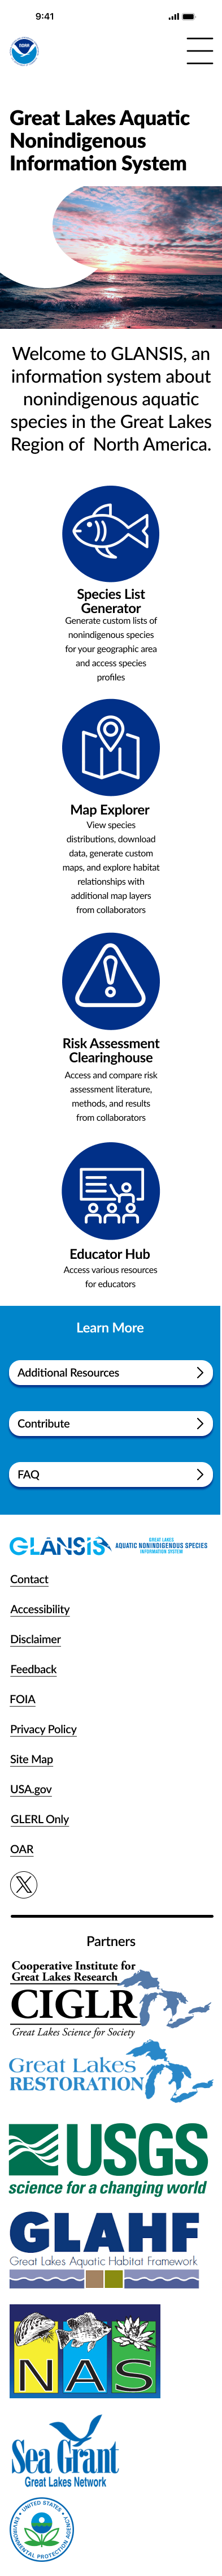 9:41
NOAA
Great Lakes Aquatic
Nonindigenous
Information System
Welcome to GLANSIS, an
information system about
nonindigenous aquatic
species in the Great Lakes
Region of North America.
Species List
Generator
Generate custom lists of
nonindigenous species
for your geographic area
and access species
profiles
Map Explorer
View species
distributions, download
data, generate custom
maps, and explore habitat
relationships with
additional map layers
from collaborators
Risk Assessment
Clearinghouse
Access and compare risk
assessment literature,
methods, and results
from collaborators
Educator Hub
Access various resources
for educators
Learn More
Additional Resources
Contribute
FAQ
GLANSIS
GREAT LAKES
AQUATIC NONINDIGENOUS SPECIES
INFORMATION SYSTEM
Contact
Accessibility
Disclaimer
Feedback
FOIA
Privacy Policy
Site Map
USA.gov
GLERL Only
OAR
Partners
Cooperative Institute for
Great Lakes Research
CIGLR
Great Lakes Science for Society
Great Lakes
RESTORATION
USGS
science for a changing world
GLAHF
Great Lakes Aquatic Habitat Framework
NAS
Sea Grant
Great Lakes Network
UNITED STATES
ENVIRONMENTAL PROTECTION AGENCY